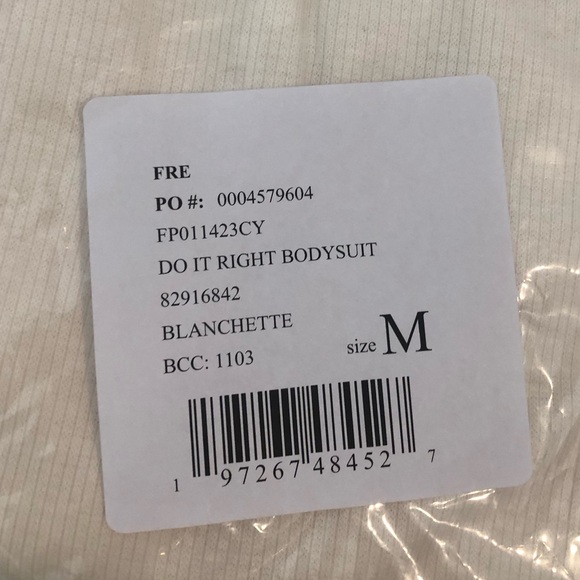 FRE
PO #: 0004579604
FP011423CY
DO IT RIGHT BODYSUIT
82916842
BLANCHETTE
BCC: 1103
size M
1 97267 48452 7